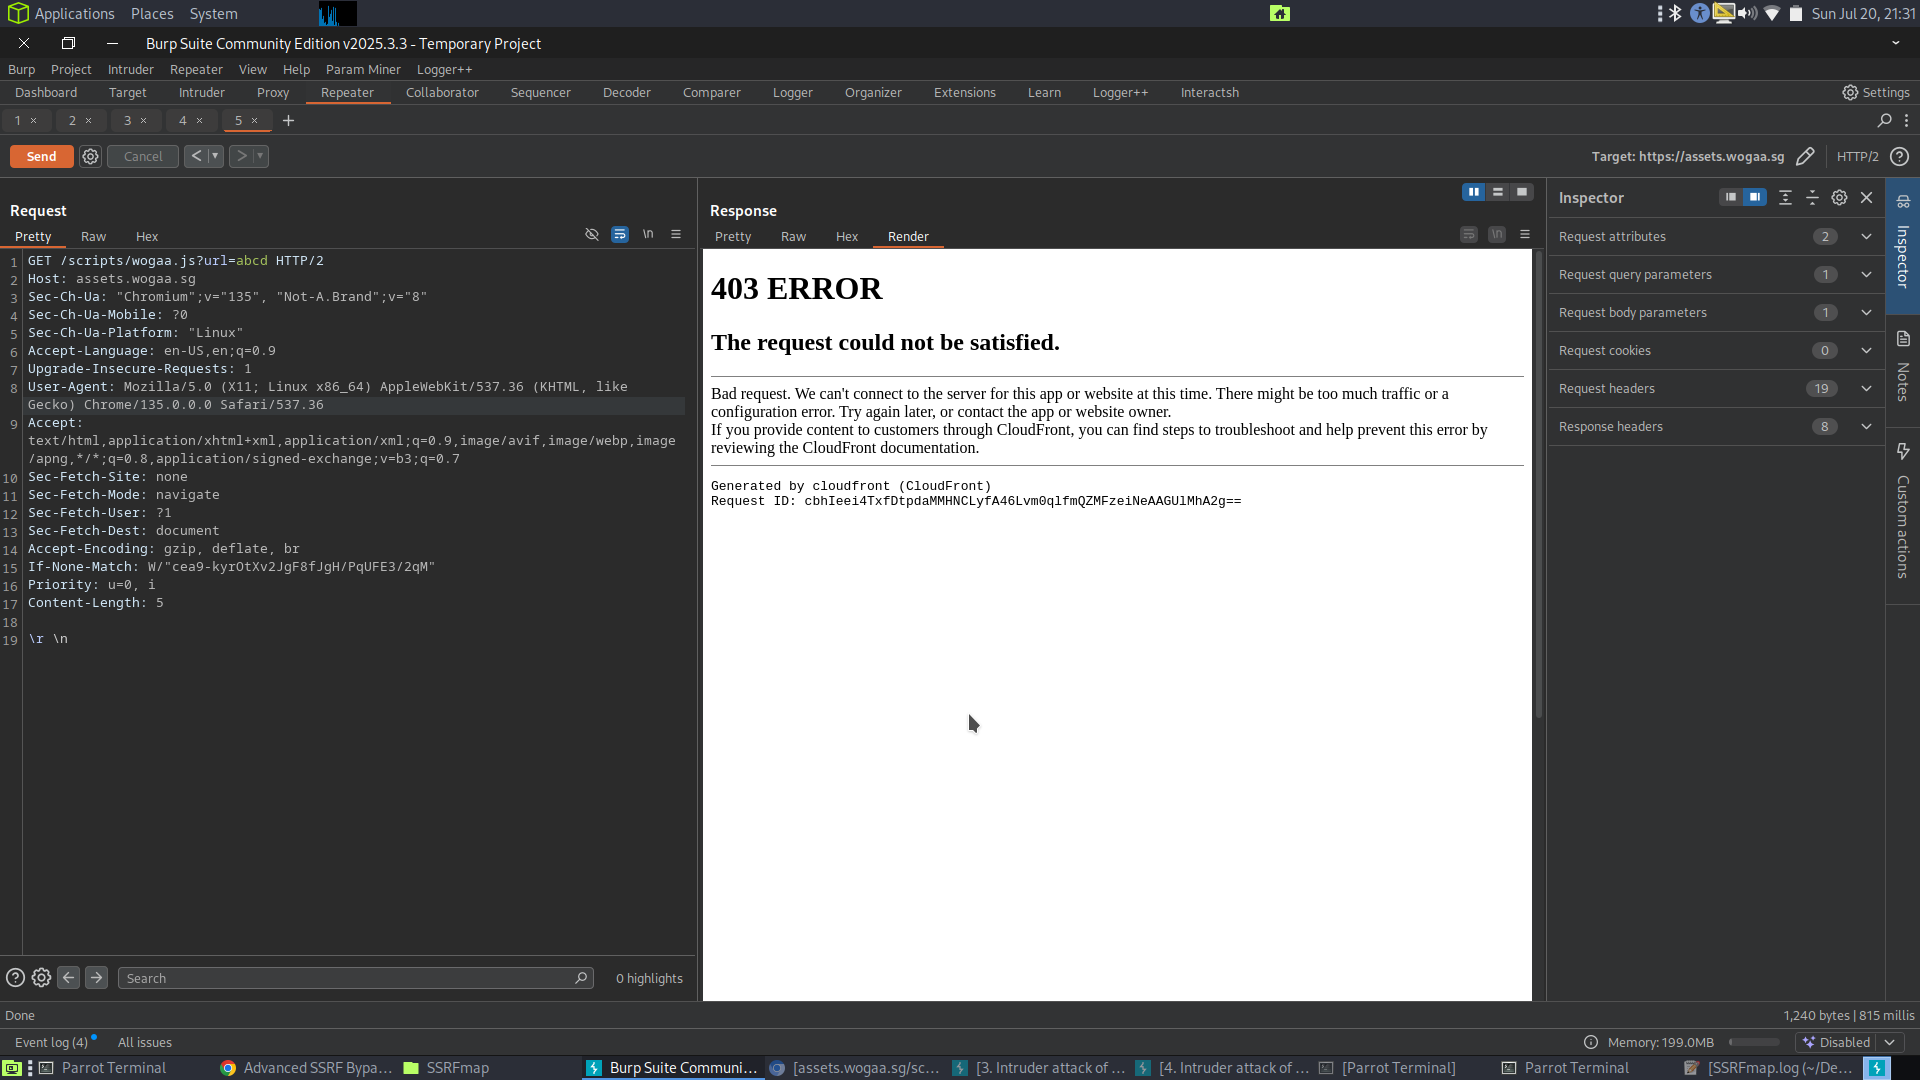 Applications Places System
Sun Jul 20, 21:31
Burp Suite Community Edition v2025.3.3 - Temporary Project
Burp Project Intruder Repeater View Help Param Miner Logger++
Dashboard Target Intruder Proxy Repeater Collaborator Sequencer Decoder Comparer Logger Organizer Extensions Learn Logger++ Interactsh Settings
1 × 2 × 3 × 4 × 5 × +
Send Cancel < > Target: https://assets.wogaa.sg HTTP/2
Request
Pretty Raw Hex \n
1 GET /scripts/wogaa.js?url=abcd HTTP/2
2 Host: assets.wogaa.sg
3 Sec-Ch-Ua: "Chromium";v="135", "Not-A.Brand";v="8"
4 Sec-Ch-Ua-Mobile: ?0
5 Sec-Ch-Ua-Platform: "Linux"
6 Accept-Language: en-US,en;q=0.9
7 Upgrade-Insecure-Requests: 1
8 User-Agent: Mozilla/5.0 (X11; Linux x86_64) AppleWebKit/537.36 (KHTML, like
Gecko) Chrome/135.0.0.0 Safari/537.36
9 Accept:
text/html,application/xhtml+xml,application/xml;q=0.9,image/avif,image/webp,image
/apng,*/*;q=0.8,application/signed-exchange;v=b3;q=0.7
10 Sec-Fetch-Site: none
11 Sec-Fetch-Mode: navigate
12 Sec-Fetch-User: ?1
13 Sec-Fetch-Dest: document
14 Accept-Encoding: gzip, deflate, br
15 If-None-Match: W/"cea9-kyrOtXv2JgF8fJgH/PqUFE3/2qM"
16 Priority: u=0, i
17 Content-Length: 5
18
19 \r \n
Search 0 highlights
Response
Pretty Raw Hex Render \n
403 ERROR
The request could not be satisfied.
Bad request. We can't connect to the server for this app or website at this time. There might be too much traffic or a
configuration error. Try again later, or contact the app or website owner.
If you provide content to customers through CloudFront, you can find steps to troubleshoot and help prevent this error by
reviewing the CloudFront documentation.
Generated by cloudfront (CloudFront)
Request ID: cbhIeei4TxfDtpdaMMHNCLyfA46Lvm0qlfmQZMFzeiNeAAGUlMhA2g==
Inspector
Request attributes 2
Request query parameters 1
Request body parameters 1
Request cookies 0
Request headers 19
Response headers 8
Inspector
Notes
Custom actions
Done 1,240 bytes | 815 millis
Event log (4) All issues Memory: 199.0MB Disabled
Parrot Terminal Advanced SSRF Bypa... SSRFmap Burp Suite Communi... [assets.wogaa.sg/sc... [3. Intruder attack of ... [4. Intruder attack of ... [Parrot Terminal] Parrot Terminal [SSRFmap.log (~/De...